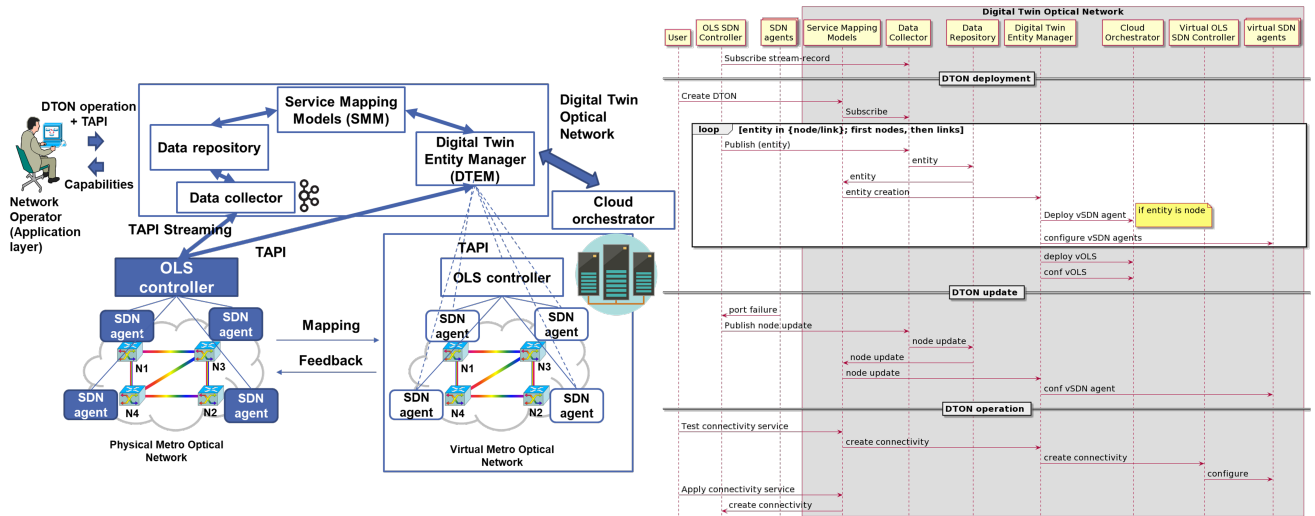 DTON operation
+ TAPI
Capabilities
Network
Operator
(Application
layer)
Service Mapping
Models (SMM)
Data repository
Digital Twin
Entity Manager
(DTEM)
Data collector
Digital Twin
Optical
Network
Cloud
orchestrator
TAPI Streaming
TAPI
OLS
controller
SDN
agent
SDN
agent
N1
N3
SDN
agent
SDN
agent
N4
N2
Physical Metro Optical
Network
Mapping
Feedback
TAPI
OLS controller
SDN
agent
SDN
agent
N1
N3
SDN
agent
SDN
agent
N4
N2
Virtual Metro Optical
Network
Digital Twin Optical Network
User
OLS SDN
Controller
SDN
agents
Service Mapping
Models
Data
Collector
Data
Repository
Digital Twin
Entity Manager
Cloud
Orchestrator
Virtual OLS
SDN Controller
virtual SDN
agents
Subscribe stream-record
DTON deployment
Create DTON
Subscribe
loop [entity in {node/link}; first nodes, then links]
Publish (entity)
entity
entity
entity creation
Deploy vSDN agent
if entity is node
configure vSDN agents
deploy vOLS
conf vOLS
DTON update
port failure
Publish node update
node update
node update
node update
conf vSDN agent
DTON operation
Test connectivity service
create connectivity
create connectivity
configure
Apply connectivity service
create connectivity